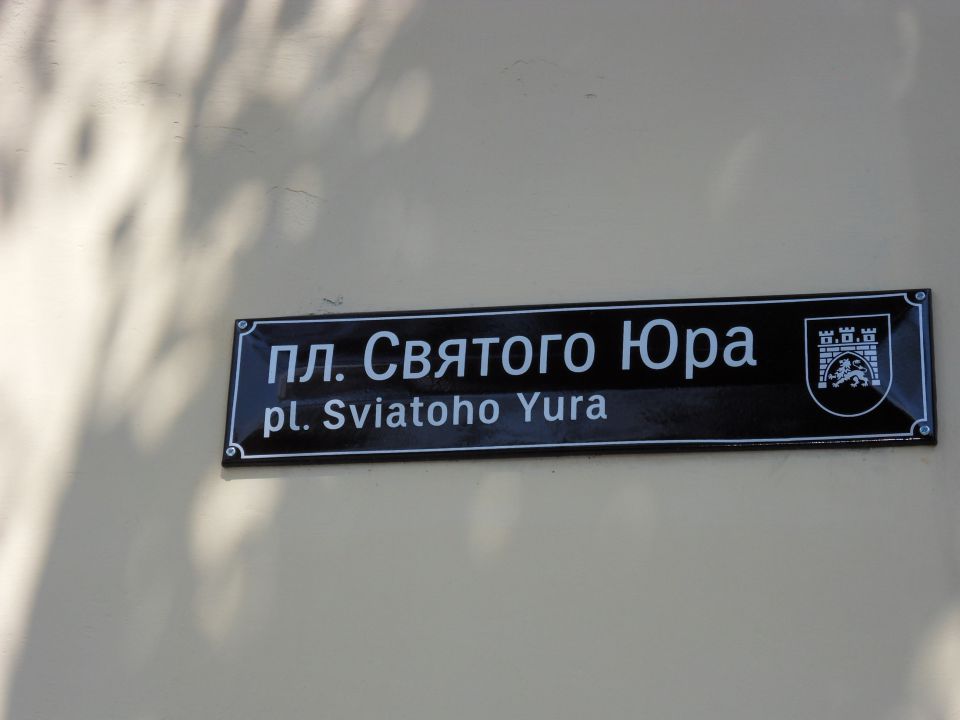 пл. Святого Юра
pl. Sviatoho Yura